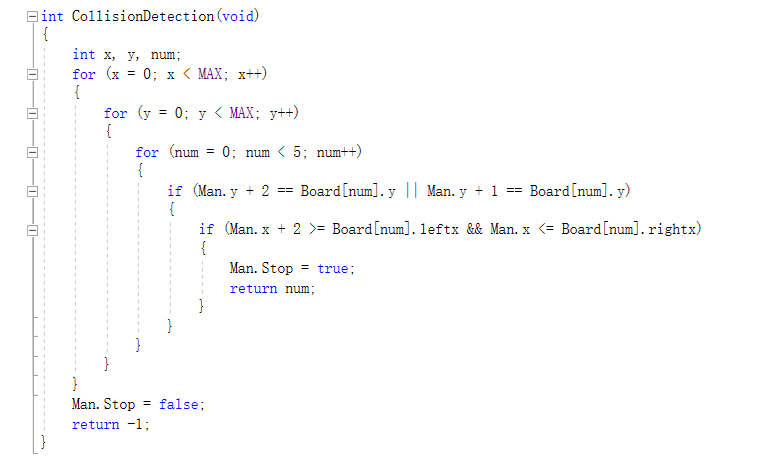 int CollisionDetection(void)
{
int x, y, num;
for (x = 0; x < MAX; x++)
{
for (y = 0; y < MAX; y++)
{
for (num = 0; num < 5; num++)
{
if (Man.y + 2 == Board[num].y || Man.y + 1 == Board[num].y)
{
if (Man.x + 2 >= Board[num].leftx && Man.x <= Board[num].rightx)
{
Man.Stop = true;
return num;
}
}
}
}
}
Man.Stop = false;
return -1;
}